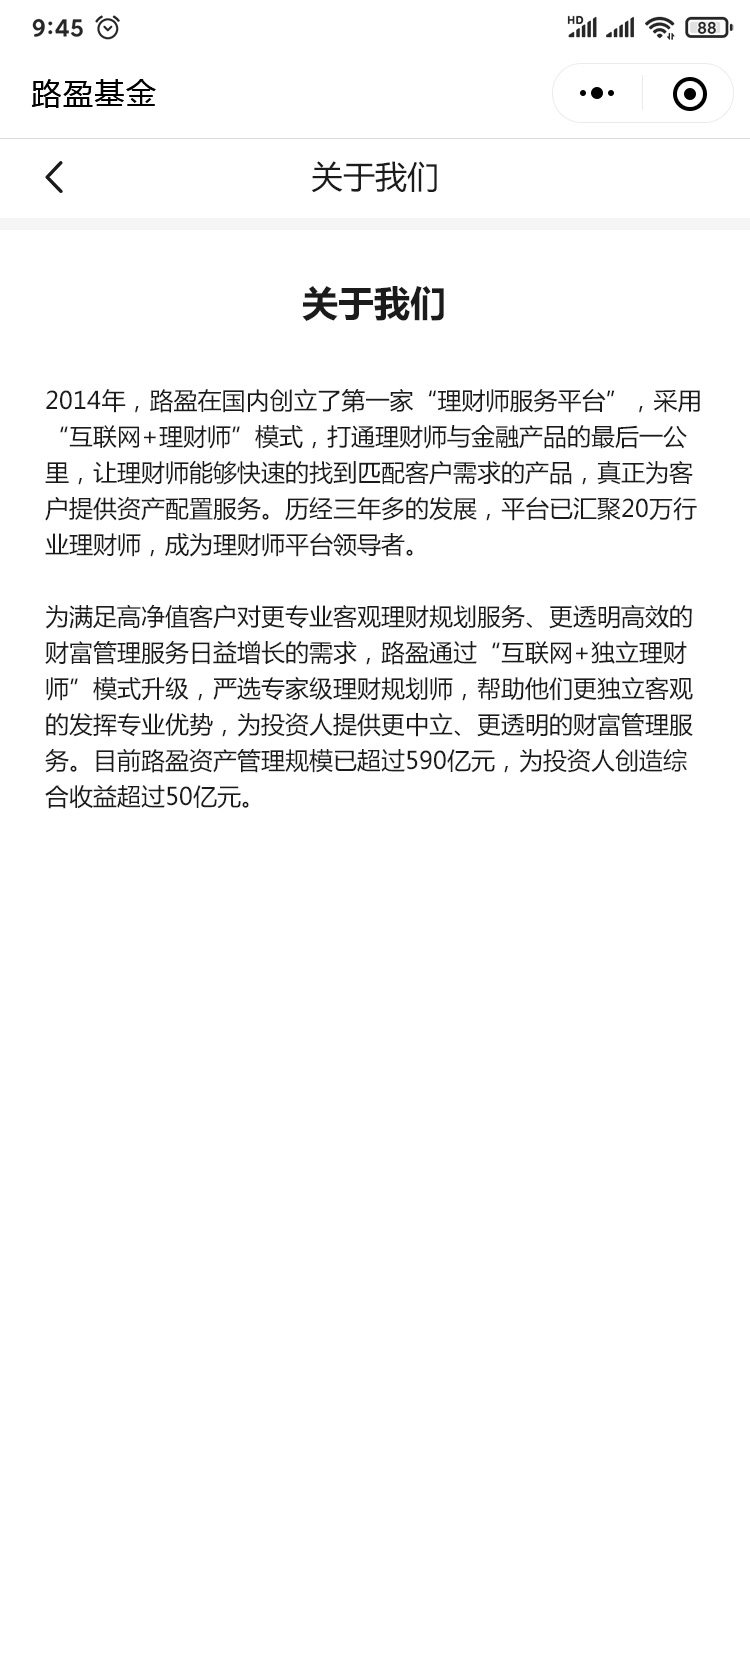 9:45
HD
88
路盈基金
关于我们
关于我们
2014年，路盈在国内创立了第一家“理财师服务平台”，采用
“互联网+理财师”模式，打通理财师与金融产品的最后一公
里，让理财师能够快速的找到匹配客户需求的产品，真正为客
户提供资产配置服务。历经三年多的发展，平台已汇聚20万行
业理财师，成为理财师平台领导者。
为满足高净值客户对更专业客观理财规划服务、更透明高效的
财富管理服务日益增长的需求，路盈通过“互联网+独立理财
师”模式升级，严选专家级理财规划师，帮助他们更独立客观
的发挥专业优势，为投资人提供更中立、更透明的财富管理服
务。目前路盈资产管理规模已超过590亿元，为投资人创造综
合收益超过50亿元。